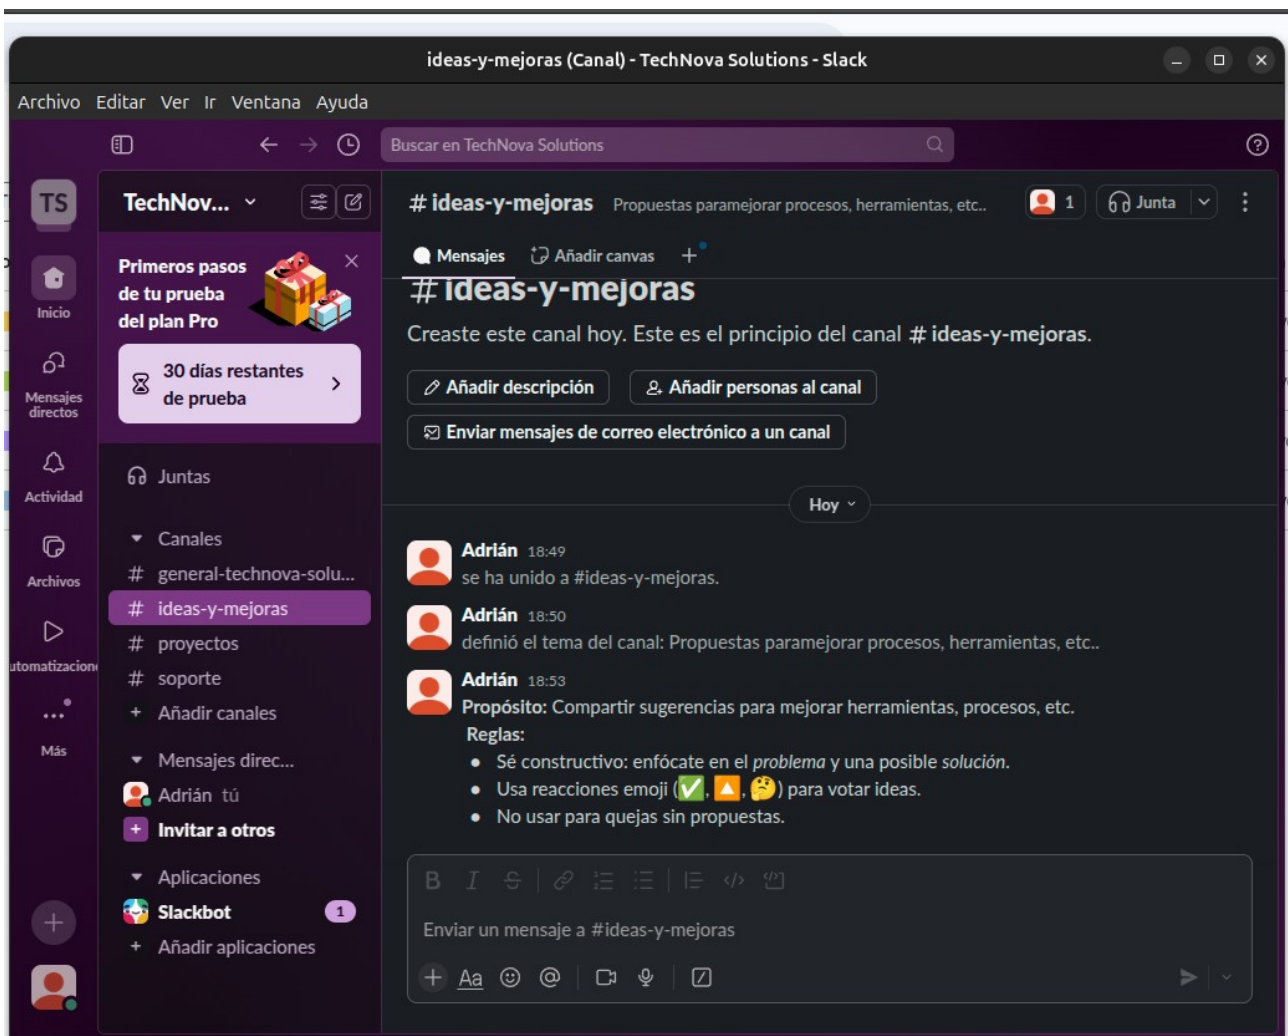 ideas-y-mejoras (Canal) - TechNova Solutions - Slack
Archivo Editar Ver Ir Ventana Ayuda
Buscar en TechNova Solutions
TS
Inicio
Mensajes
directos
Actividad
Archivos
utomatizacion
Más
TechNov...
Primeros pasos
de tu prueba
del plan Pro
30 días restantes
de prueba
Juntas
Canales
# general-technova-solu...
# ideas-y-mejoras
# proyectos
# soporte
+ Añadir canales
Mensajes direc...
Adrián tú
+ Invitar a otros
Aplicaciones
Slackbot 1
+ Añadir aplicaciones
# ideas-y-mejoras Propuestas paramejorar procesos, herramientas, etc.. 1 Junta
Mensajes Añadir canvas +
# ideas-y-mejoras
Creaste este canal hoy. Este es el principio del canal # ideas-y-mejoras.
Añadir descripción Añadir personas al canal
Enviar mensajes de correo electrónico a un canal
Hoy
Adrián 18:49
se ha unido a #ideas-y-mejoras.
Adrián 18:50
definió el tema del canal: Propuestas paramejorar procesos, herramientas, etc..
Adrián 18:53
Propósito: Compartir sugerencias para mejorar herramientas, procesos, etc.
Reglas:
• Sé constructivo: enfócate en el problema y una posible solución.
• Usa reacciones emoji (✅, 🔼, 🤔) para votar ideas.
• No usar para quejas sin propuestas.
B I S
Enviar un mensaje a #ideas-y-mejoras
+ Aa @